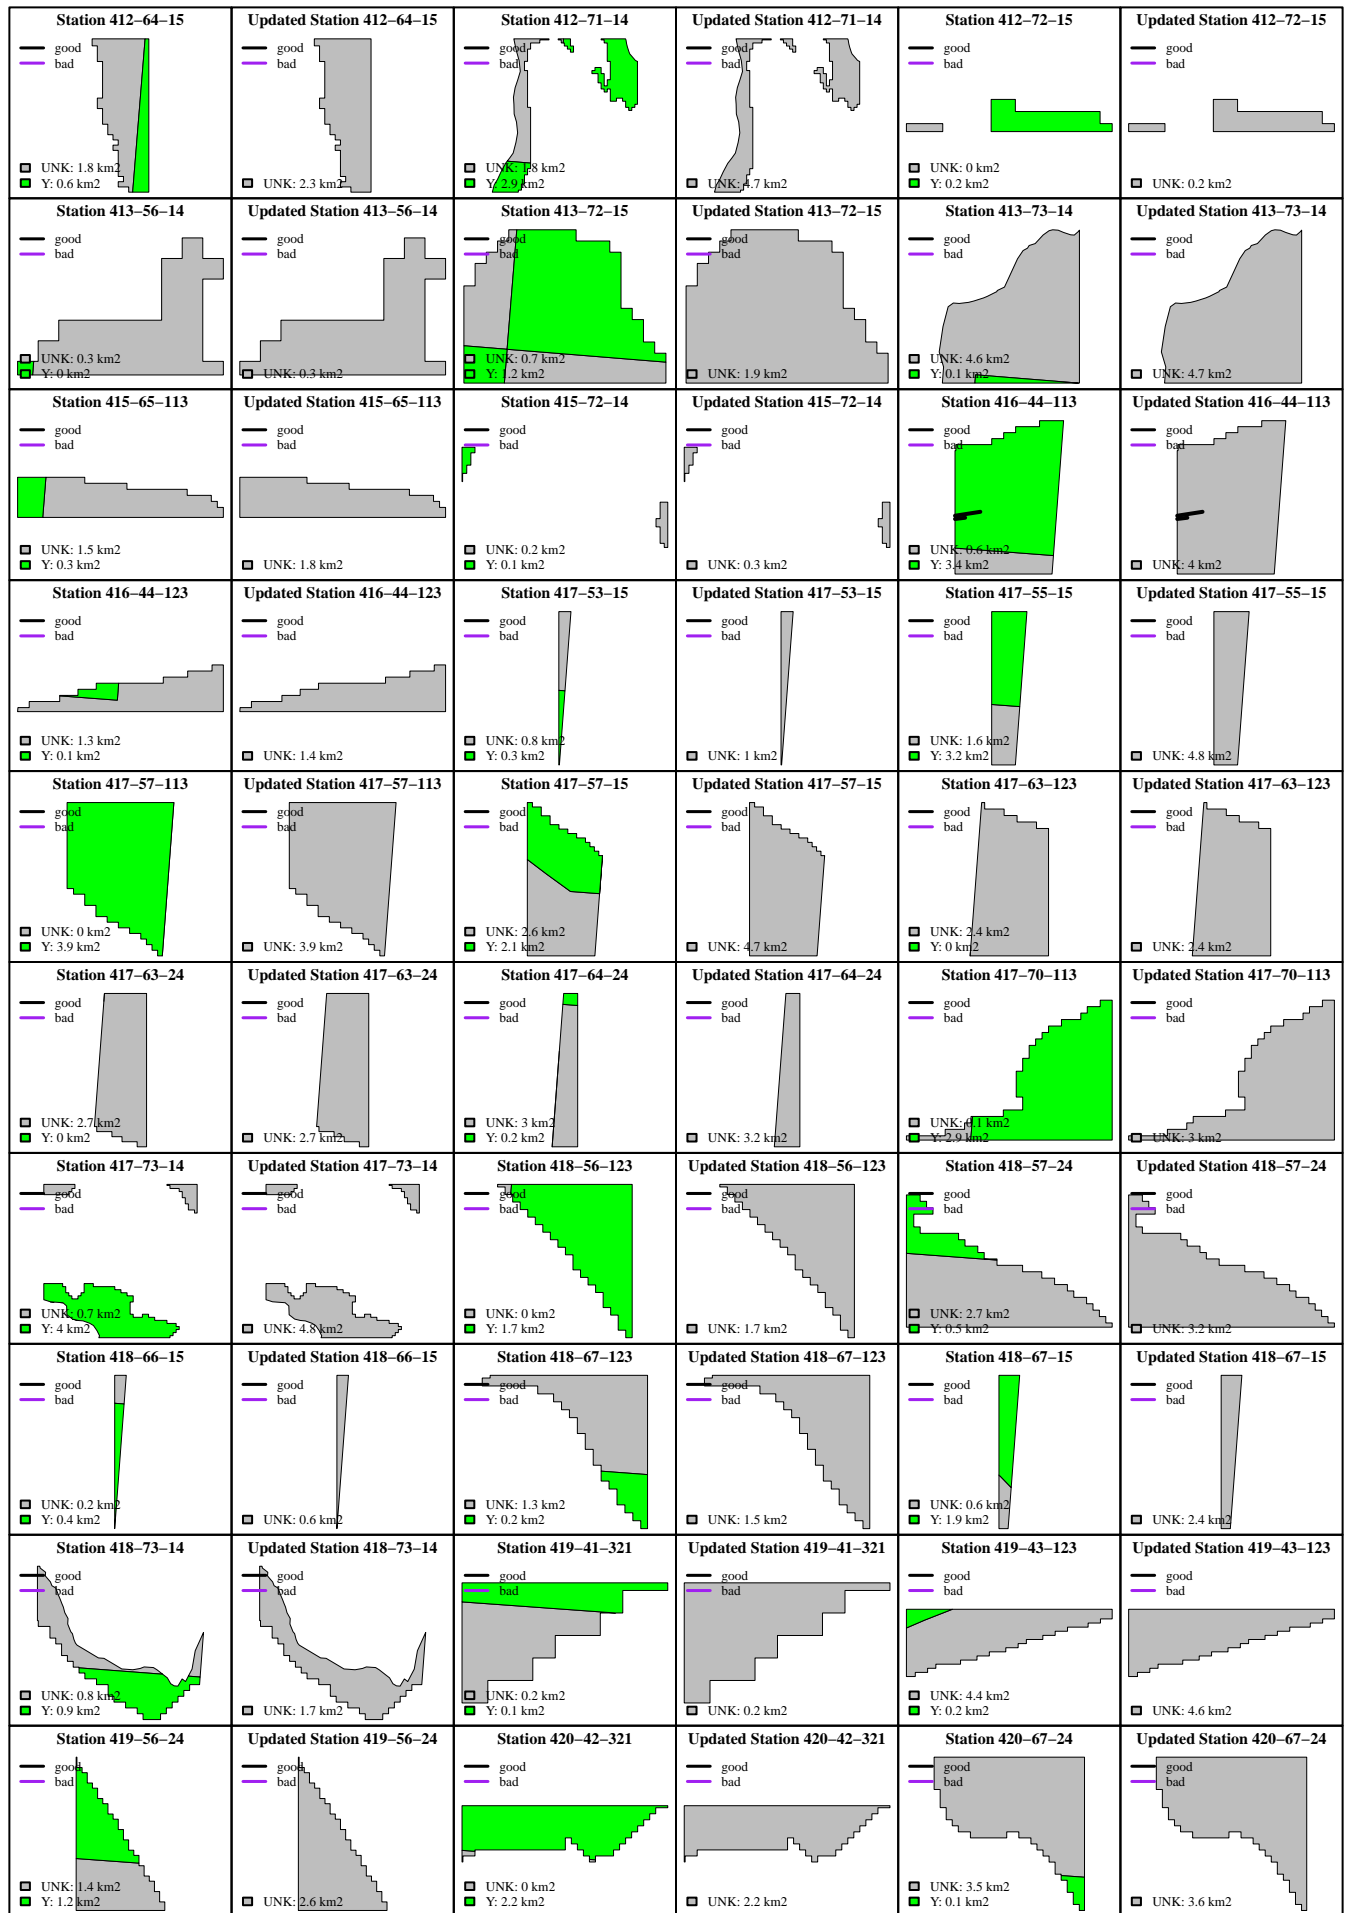 Station 412−64−15
good
bad
UNK: 1.8 km2
Y: 0.6 km2
Updated Station 412−64−15
good
bad
UNK: 2.3 km2
Station 412−71−14
good
bad
UNK: 1.8 km2
Y: 2.9 km2
Updated Station 412−71−14
good
bad
UNK: 4.7 km2
Station 412−72−15
good
bad
UNK: 0 km2
Y: 0.2 km2
Updated Station 412−72−15
good
bad
UNK: 0.2 km2
Station 413−56−14
good
bad
UNK: 0.3 km2
Y: 0 km2
Updated Station 413−56−14
good
bad
UNK: 0.3 km2
Station 413−72−15
good
bad
UNK: 0.7 km2
Y: 1.2 km2
Updated Station 413−72−15
good
bad
UNK: 1.9 km2
Station 413−73−14
good
bad
UNK: 4.6 km2
Y: 0.1 km2
Updated Station 413−73−14
good
bad
UNK: 4.7 km2
Station 415−65−113
good
bad
UNK: 1.5 km2
Y: 0.3 km2
Updated Station 415−65−113
good
bad
UNK: 1.8 km2
Station 415−72−14
good
bad
UNK: 0.2 km2
Y: 0.1 km2
Updated Station 415−72−14
good
bad
UNK: 0.3 km2
Station 416−44−113
good
bad
UNK: 0.6 km2
Y: 3.4 km2
Updated Station 416−44−113
good
bad
UNK: 4 km2
Station 416−44−123
good
bad
UNK: 1.3 km2
Y: 0.1 km2
Updated Station 416−44−123
good
bad
UNK: 1.4 km2
Station 417−53−15
good
bad
UNK: 0.8 km2
Y: 0.3 km2
Updated Station 417−53−15
good
bad
UNK: 1 km2
Station 417−55−15
good
bad
UNK: 1.6 km2
Y: 3.2 km2
Updated Station 417−55−15
good
bad
UNK: 4.8 km2
Station 417−57−113
good
bad
UNK: 0 km2
Y: 3.9 km2
Updated Station 417−57−113
good
bad
UNK: 3.9 km2
Station 417−57−15
good
bad
UNK: 2.6 km2
Y: 2.1 km2
Updated Station 417−57−15
good
bad
UNK: 4.7 km2
Station 417−63−123
good
bad
UNK: 2.4 km2
Y: 0 km2
Updated Station 417−63−123
good
bad
UNK: 2.4 km2
Station 417−63−24
good
bad
UNK: 2.7 km2
Y: 0 km2
Updated Station 417−63−24
good
bad
UNK: 2.7 km2
Station 417−64−24
good
bad
UNK: 3 km2
Y: 0.2 km2
Updated Station 417−64−24
good
bad
UNK: 3.2 km2
Station 417−70−113
good
bad
UNK: 0.1 km2
Y: 2.9 km2
Updated Station 417−70−113
good
bad
UNK: 3 km2
Station 417−73−14
good
bad
UNK: 0.7 km2
Y: 4 km2
Updated Station 417−73−14
good
bad
UNK: 4.8 km2
Station 418−56−123
good
bad
UNK: 0 km2
Y: 1.7 km2
Updated Station 418−56−123
good
bad
UNK: 1.7 km2
Station 418−57−24
good
bad
UNK: 2.7 km2
Y: 0.5 km2
Updated Station 418−57−24
good
bad
UNK: 3.2 km2
Station 418−66−15
good
bad
UNK: 0.2 km2
Y: 0.4 km2
Updated Station 418−66−15
good
bad
UNK: 0.6 km2
Station 418−67−123
good
bad
UNK: 1.3 km2
Y: 0.2 km2
Updated Station 418−67−123
good
bad
UNK: 1.5 km2
Station 418−67−15
good
bad
UNK: 0.6 km2
Y: 1.9 km2
Updated Station 418−67−15
good
bad
UNK: 2.4 km2
Station 418−73−14
good
bad
UNK: 0.8 km2
Y: 0.9 km2
Updated Station 418−73−14
good
bad
UNK: 1.7 km2
Station 419−41−321
good
bad
UNK: 0.2 km2
Y: 0.1 km2
Updated Station 419−41−321
good
bad
UNK: 0.2 km2
Station 419−43−123
good
bad
UNK: 4.4 km2
Y: 0.2 km2
Updated Station 419−43−123
good
bad
UNK: 4.6 km2
Station 419−56−24
good
bad
UNK: 1.4 km2
Y: 1.2 km2
Updated Station 419−56−24
good
bad
UNK: 2.6 km2
Station 420−42−321
good
bad
UNK: 0 km2
Y: 2.2 km2
Updated Station 420−42−321
good
bad
UNK: 2.2 km2
Station 420−67−24
good
bad
UNK: 3.5 km2
Y: 0.1 km2
Updated Station 420−67−24
good
bad
UNK: 3.6 km2